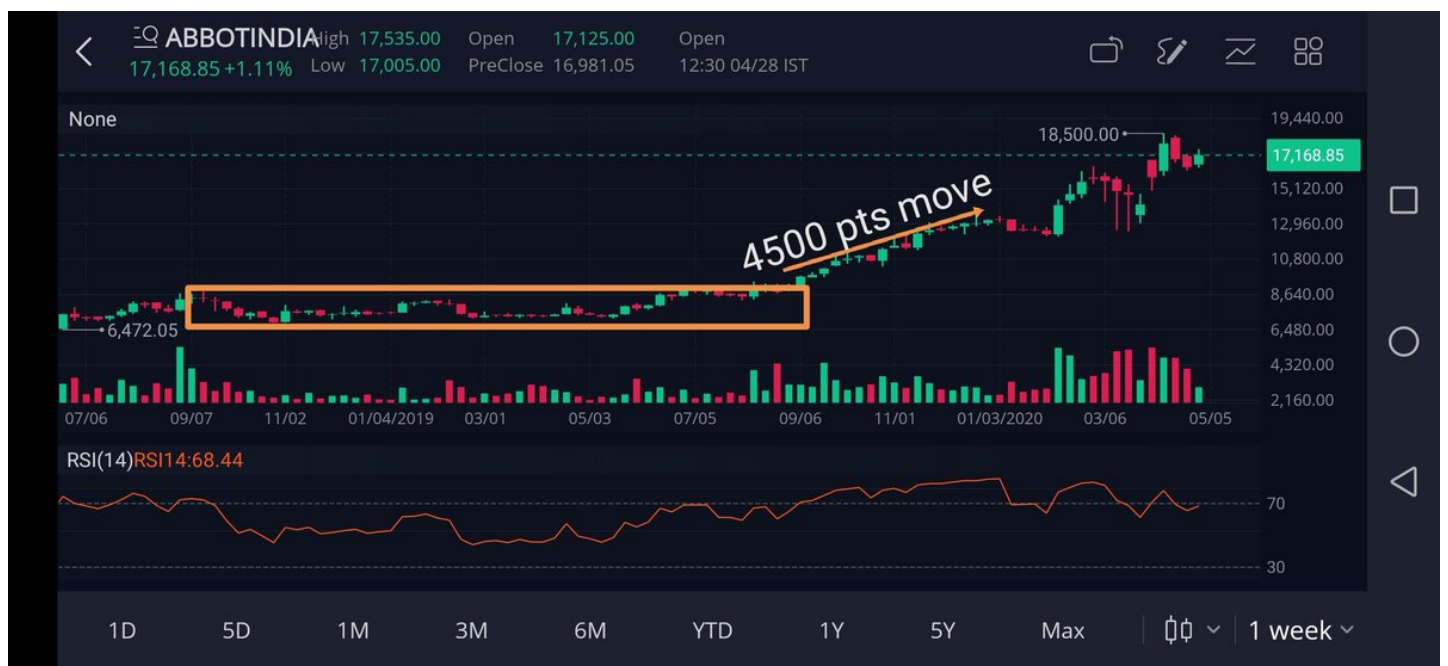 ABBOTINDIA High 17,535.00 Open 17,125.00 Open
17,168.85 +1.11% Low 17,005.00 PreClose 16,981.05 12:30 04/28 IST
None
19,440.00
18,500.00
17,168.85
15,120.00
4500 pts move
12,960.00
10,800.00
8,640.00
6,472.05
6,480.00
4,320.00
2,160.00
07/06 09/07 11/02 01/04/2019 03/01 05/03 07/05 09/06 11/01 01/03/2020 03/06 05/05
RSI(14)RSI14:68.44
70
30
1D 5D 1M 3M 6M YTD 1Y 5Y Max 1 week